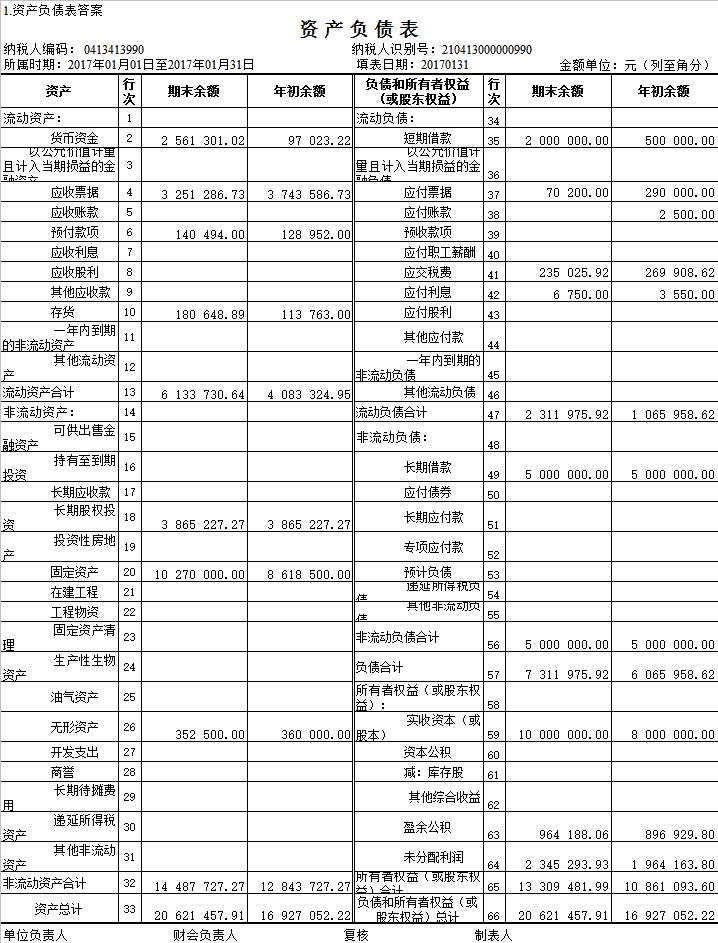 1.资产负债表答案
资产负债表
纳税人编码: 0413413990 纳税人识别号: 210413000000990
所属时期: 2017年01月01日至2017年01月31日 填表日期: 20170131 金额单位: 元（列至角分）
资产 行次 期末余额 年初余额 负债和所有者权益（或股东权益） 行次 期末余额 年初余额
流动资产: 1 流动负债: 34
货币资金 2 2 561 301.02 97 023.22 短期借款 35 2 000 000.00 500 000.00
以公允价值计量且计入当期损益的金融资产 3 以公允价值计量且计入当期损益的金融负债 36
应收票据 4 3 251 286.73 3 743 586.73 应付票据 37 70 200.00 290 000.00
应收账款 5 应付账款 38 2 500.00
预付款项 6 140 494.00 128 952.00 预收款项 39
应收利息 7 应付职工薪酬 40
应收股利 8 应交税费 41 235 025.92 269 908.62
其他应收款 9 应付利息 42 6 750.00 3 550.00
存货 10 180 648.89 113 763.00 应付股利 43
一年内到期的非流动资产 11 其他应付款 44
其他流动资产 12 一年内到期的非流动负债 45
流动资产合计 13 6 133 730.64 4 083 324.95 其他流动负债 46
非流动资产: 14 流动负债合计 47 2 311 975.92 1 065 958.62
可供出售金融资产 15 非流动负债: 48
持有至到期投资 16 长期借款 49 5 000 000.00 5 000 000.00
长期应收款 17 应付债券 50
长期股权投资 18 3 865 227.27 3 865 227.27 长期应付款 51
投资性房地产 19 专项应付款 52
固定资产 20 10 270 000.00 8 618 500.00 预计负债 53
在建工程 21 递延所得税负债 54
工程物资 22 其他非流动负债 55
固定资产清理 23 非流动负债合计 56 5 000 000.00 5 000 000.00
生产性生物资产 24 负债合计 57 7 311 975.92 6 065 958.62
油气资产 25 所有者权益（或股东权益）: 58
无形资产 26 352 500.00 360 000.00 实收资本（或股本） 59 10 000 000.00 8 000 000.00
开发支出 27 资本公积 60
商誉 28 减: 库存股 61
长期待摊费用 29 其他综合收益 62
递延所得税资产 30 盈余公积 63 964 188.06 896 929.80
其他非流动资产 31 未分配利润 64 2 345 293.93 1 964 163.80
非流动资产合计 32 14 487 727.27 12 843 727.27 所有者权益（或股东权益）合计 65 13 309 481.99 10 861 093.60
资产总计 33 20 621 457.91 16 927 052.22 负债和所有者权益（或股东权益）总计 66 20 621 457.91 16 927 052.22
单位负责人 财会负责人 复核 制表人